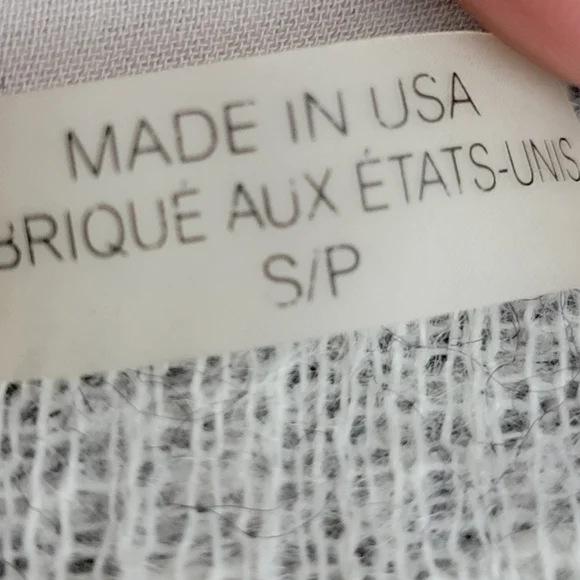 MADE IN USA
BRIQUÉ AUX ÉTATS-UNIS
S/P